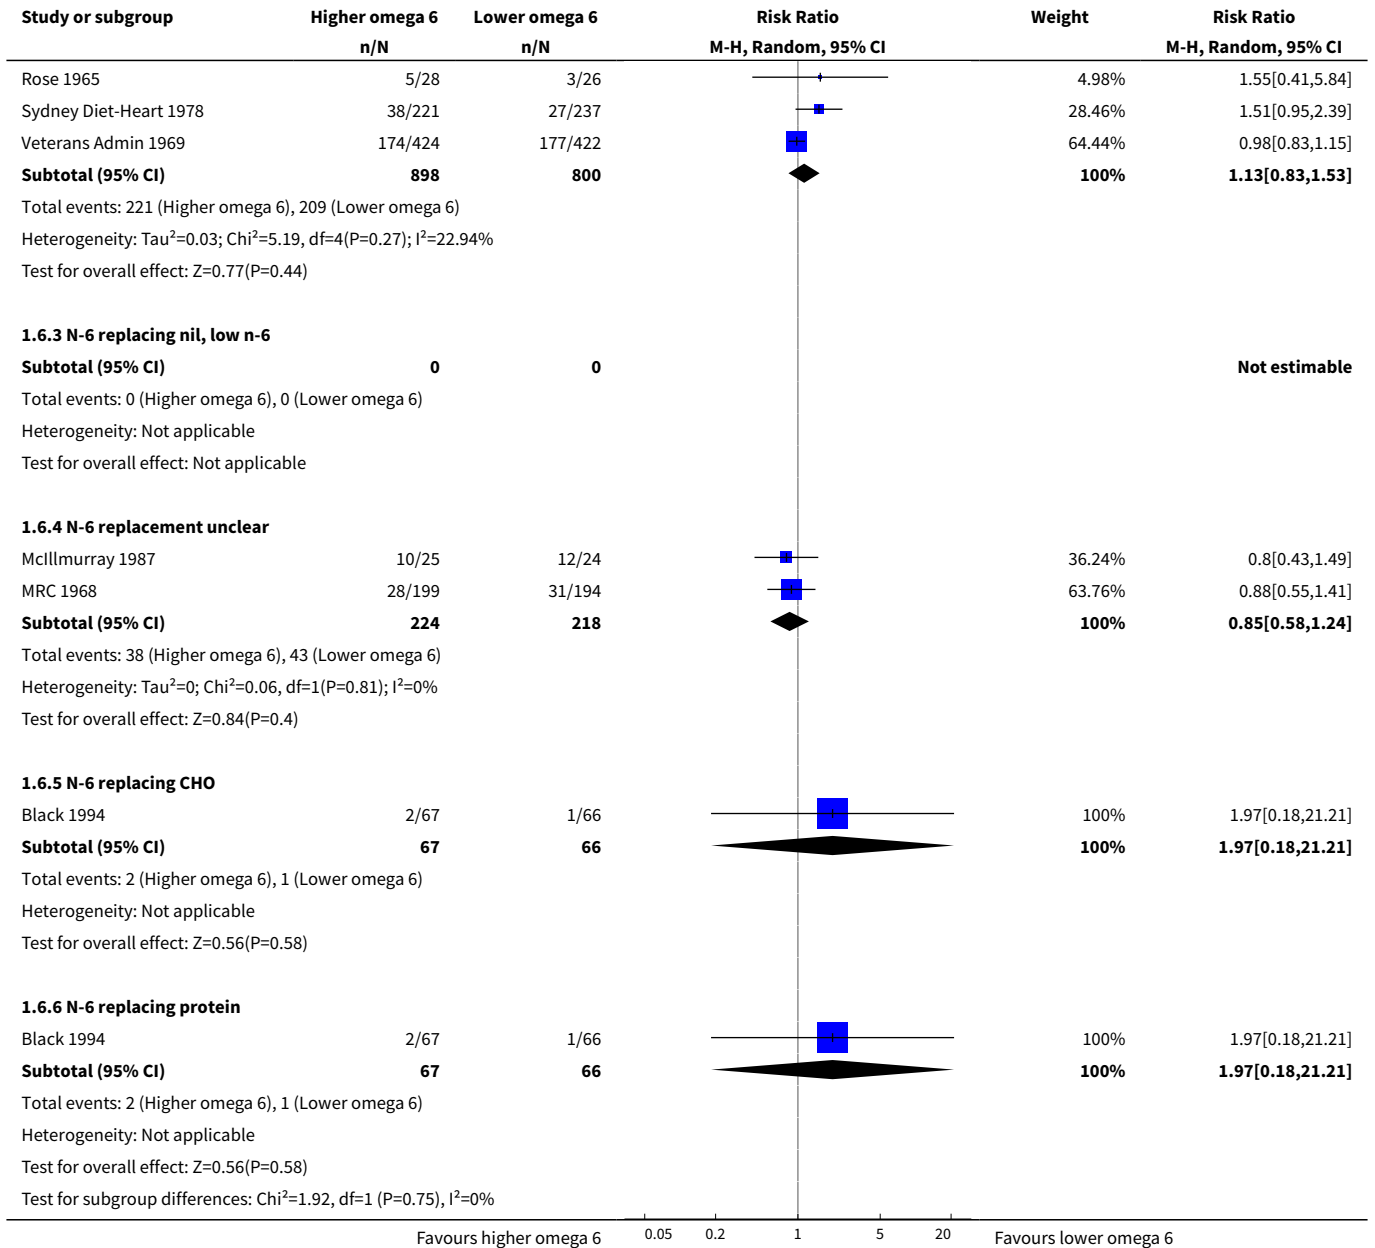 Study or subgroup Higher omega 6 Lower omega 6 Risk Ratio Weight Risk Ratio
n/N n/N M-H, Random, 95% CI M-H, Random, 95% CI
Rose 1965 5/28 3/26 4.98% 1.55[0.41,5.84]
Sydney Diet-Heart 1978 38/221 27/237 28.46% 1.51[0.95,2.39]
Veterans Admin 1969 174/424 177/422 64.44% 0.98[0.83,1.15]
Subtotal (95% CI) 898 800 100% 1.13[0.83,1.53]
Total events: 221 (Higher omega 6), 209 (Lower omega 6)
Heterogeneity: Tau²=0.03; Chi²=5.19, df=4(P=0.27); I²=22.94%
Test for overall effect: Z=0.77(P=0.44)
1.6.3 N-6 replacing nil, low n-6
Subtotal (95% CI) 0 0 Not estimable
Total events: 0 (Higher omega 6), 0 (Lower omega 6)
Heterogeneity: Not applicable
Test for overall effect: Not applicable
1.6.4 N-6 replacement unclear
McIllmurray 1987 10/25 12/24 36.24% 0.8[0.43,1.49]
MRC 1968 28/199 31/194 63.76% 0.88[0.55,1.41]
Subtotal (95% CI) 224 218 100% 0.85[0.58,1.24]
Total events: 38 (Higher omega 6), 43 (Lower omega 6)
Heterogeneity: Tau²=0; Chi²=0.06, df=1(P=0.81); I²=0%
Test for overall effect: Z=0.84(P=0.4)
1.6.5 N-6 replacing CHO
Black 1994 2/67 1/66 100% 1.97[0.18,21.21]
Subtotal (95% CI) 67 66 100% 1.97[0.18,21.21]
Total events: 2 (Higher omega 6), 1 (Lower omega 6)
Heterogeneity: Not applicable
Test for overall effect: Z=0.56(P=0.58)
1.6.6 N-6 replacing protein
Black 1994 2/67 1/66 100% 1.97[0.18,21.21]
Subtotal (95% CI) 67 66 100% 1.97[0.18,21.21]
Total events: 2 (Higher omega 6), 1 (Lower omega 6)
Heterogeneity: Not applicable
Test for overall effect: Z=0.56(P=0.58)
Test for subgroup differences: Chi²=1.92, df=1 (P=0.75), I²=0%
Favours higher omega 6 0.05 0.2 1 5 20 Favours lower omega 6